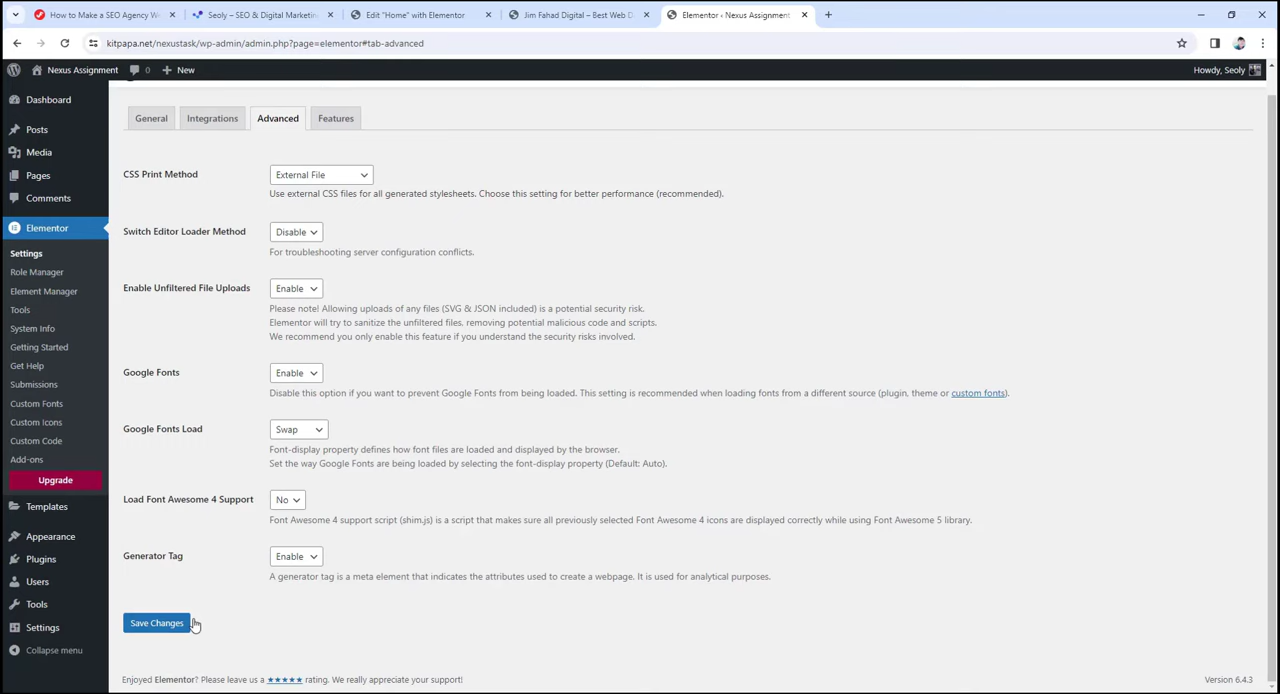 How to Make a SEO Agency W
Seoly – SEO & Digital Marketin
Edit "Home" with Elementor
Jim Fahad Digital – Best Web D
Elementor ‹ Nexus Assignment
kitpapa.net/nexustask/wp-admin/admin.php?page=elementor#tab-advanced
Nexus Assignment
0
New
Howdy, Seoly
Dashboard
Posts
Media
Pages
Comments
Elementor
Settings
Role Manager
Element Manager
Tools
System Info
Getting Started
Get Help
Submissions
Custom Fonts
Custom Icons
Custom Code
Add-ons
Upgrade
Templates
Appearance
Plugins
Users
Tools
Settings
Collapse menu
General
Integrations
Advanced
Features
CSS Print Method
External File
Use external CSS files for all generated stylesheets. Choose this setting for better performance (recommended).
Switch Editor Loader Method
Disable
For troubleshooting server configuration conflicts.
Enable Unfiltered File Uploads
Enable
Please note! Allowing uploads of any files (SVG & JSON included) is a potential security risk.
Elementor will try to sanitize the unfiltered files, removing potential malicious code and scripts.
We recommend you only enable this feature if you understand the security risks involved.
Google Fonts
Enable
Disable this option if you want to prevent Google Fonts from being loaded. This setting is recommended when loading fonts from a different source (plugin, theme or custom fonts).
Google Fonts Load
Swap
Font-display property defines how font files are loaded and displayed by the browser.
Set the way Google Fonts are being loaded by selecting the font-display property (Default: Auto).
Load Font Awesome 4 Support
No
Font Awesome 4 support script (shim.js) is a script that makes sure all previously selected Font Awesome 4 icons are displayed correctly while using Font Awesome 5 library.
Generator Tag
Enable
A generator tag is a meta element that indicates the attributes used to create a webpage. It is used for analytical purposes.
Save Changes
Enjoyed Elementor? Please leave us a ★★★★★ rating. We really appreciate your support!
Version 6.4.3